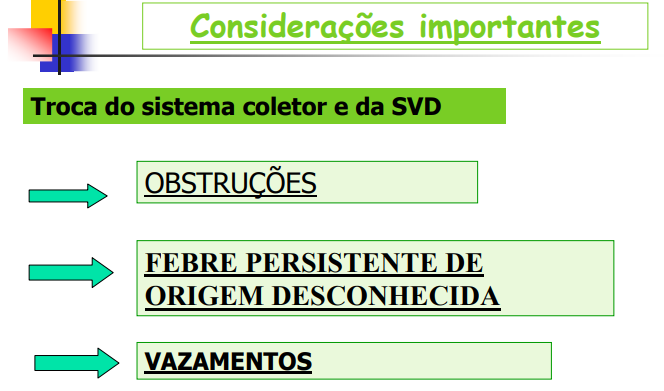 Considerações importantes
Troca do sistema coletor e da SVD
OBSTRUÇÕES
FEBRE PERSISTENTE DE
ORIGEM DESCONHECIDA
VAZAMENTOS